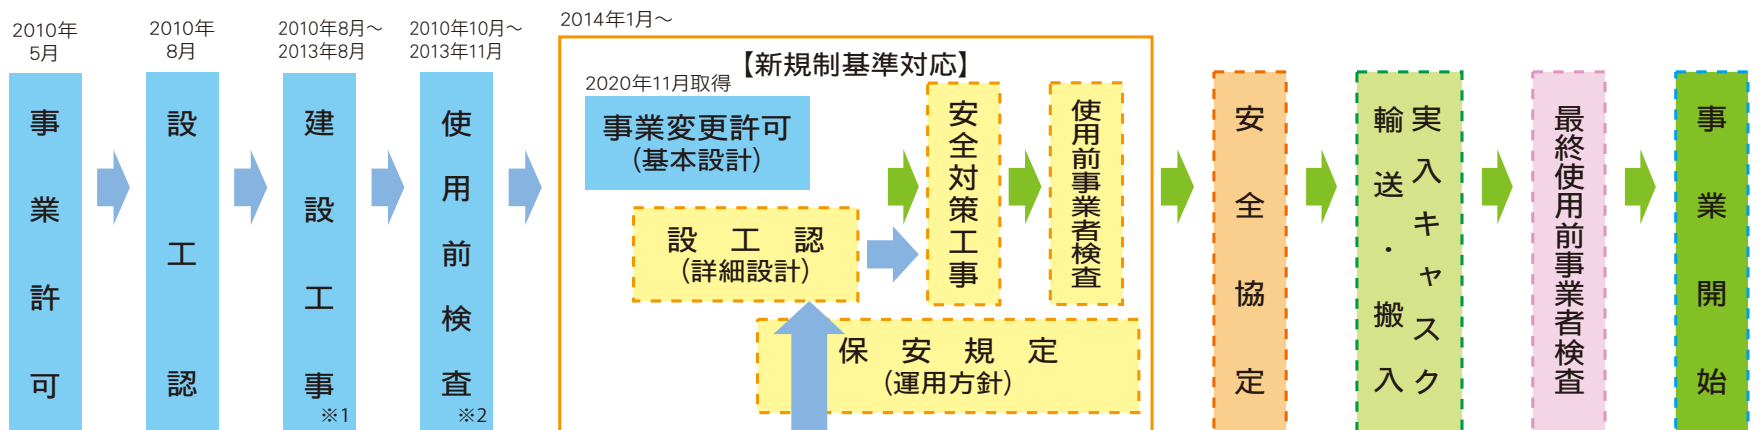 2010年
5月
事業許可
2010年
8月
設工認
2010年8月～
2013年8月
建設工事
※1
2010年10月～
2013年11月
使用前検査
※2
2014年1月～
【新規制基準対応】
2020年11月取得
事業変更許可
(基本設計)
設工認
(詳細設計)
保安規定
(運用方針)
安全対策工事
使用前事業者検査
安全協定
実入キャスク
輸送・搬入
最終使用前事業者検査
事業開始